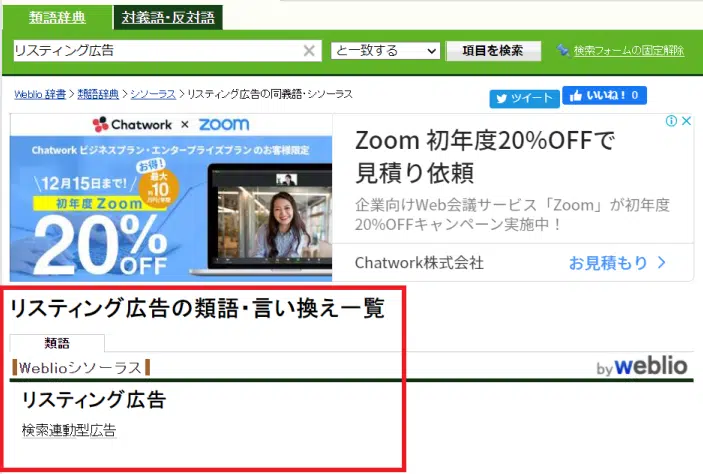 類語辞典 対義語・反対語
リスティング広告 と一致する 項目を検索 検索フォームの固定解除
Weblio 辞書 > 類語辞典 > シソーラス > リスティング広告の同義語・シソーラス
ツイート いいね! 0
Chatwork × zoom
Chatwork ビジネスプラン・エンタープライズプラン のお客様限定
お得!
12月15日まで! 最大
初年度 Zoom 約10
20%
OFF
Zoom 初年度20%OFFで
見積り依頼
企業向けWeb会議サービス「Zoom」が初年度
20%OFFキャンペーン実施中！
Chatwork株式会社 お見積もり
リスティング広告の類語・言い換え一覧
類語
Weblioシソーラス
by weblio
リスティング広告
検索連動型広告